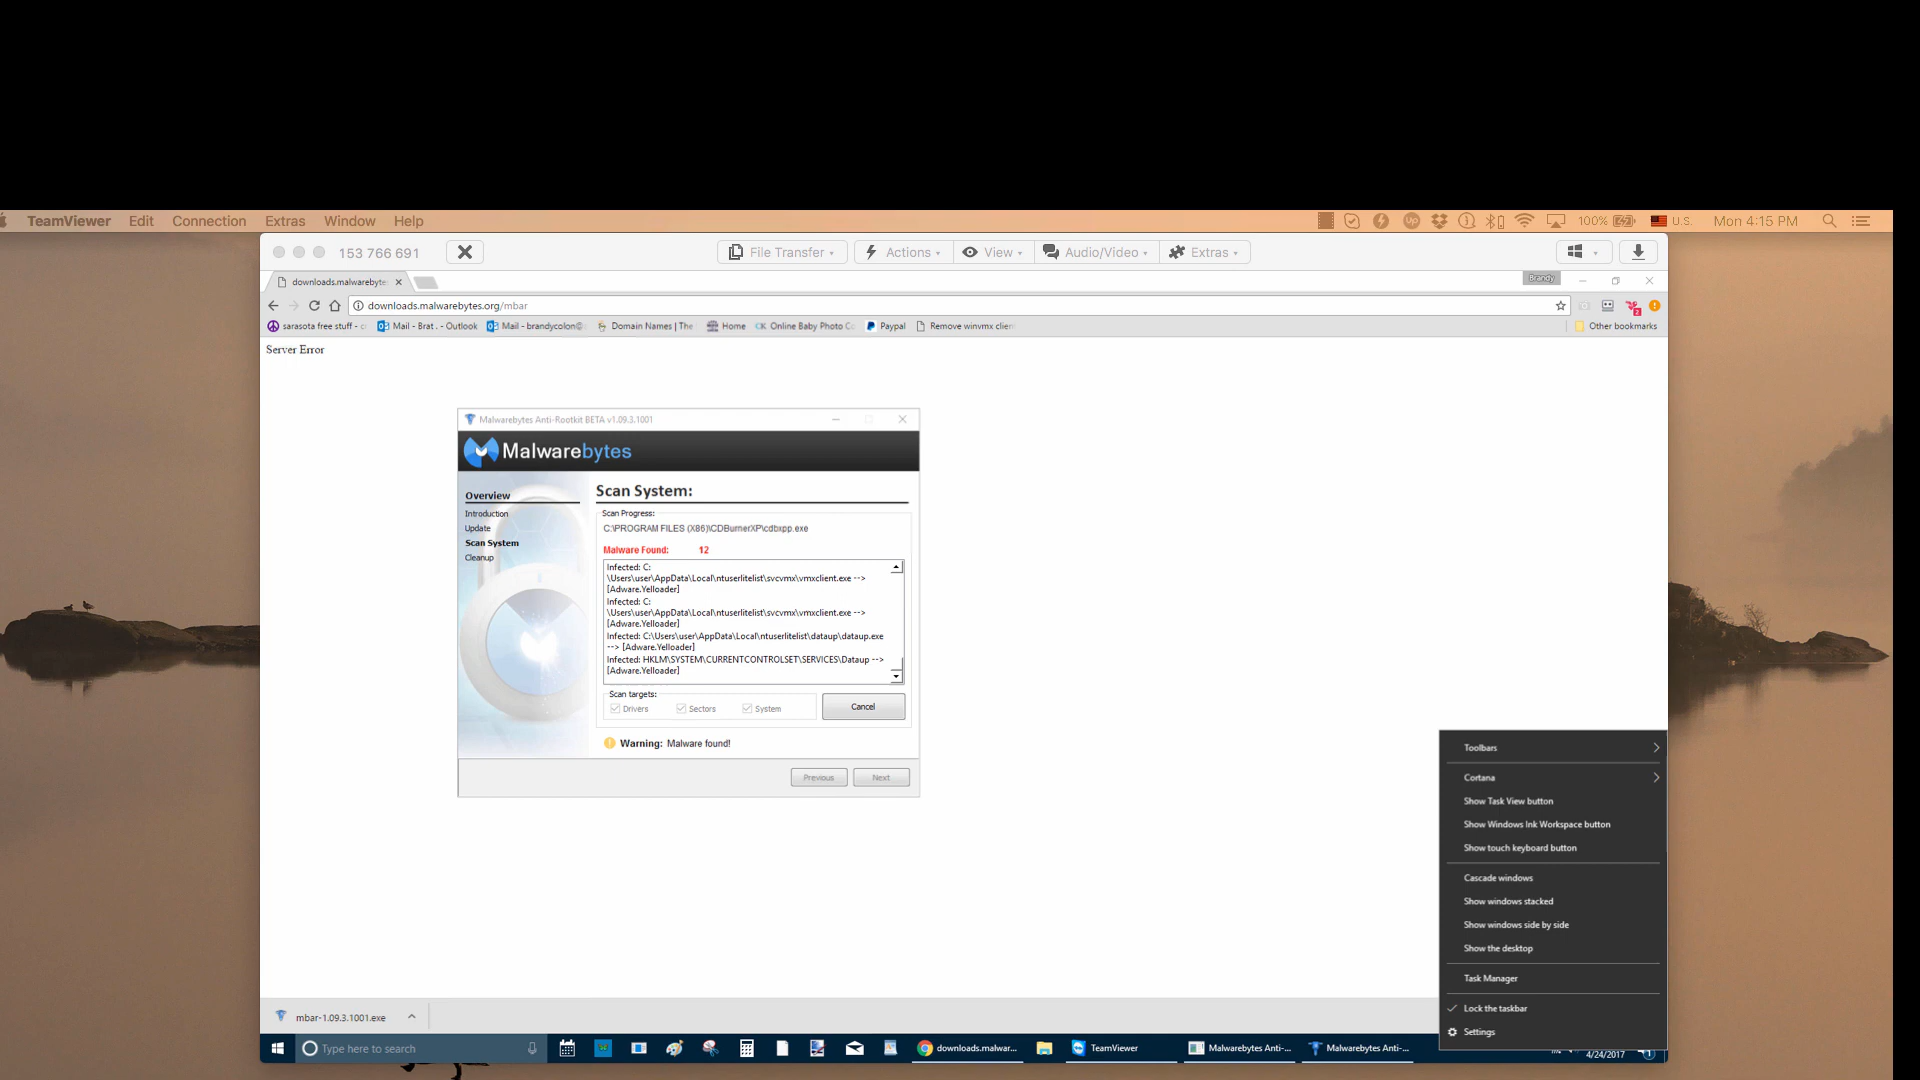 TeamViewer Edit Connection Extras Window Help 100% U.S. Mon 4:15 PM
153 766 691 File Transfer Actions View Audio/Video Extras
downloads.malwarebyte Brandy
downloads.malwarebytes.org/mbar
sarasota free stuff - c Mail - Brat . - Outlook Mail - brandycolon@ Domain Names | The Home CK Online Baby Photo Co Paypal Remove winvmx clien Other bookmarks
Server Error
Malwarebytes Anti-Rootkit BETA v1.09.3.1001
Malwarebytes
Overview
Introduction
Update
Scan System
Cleanup
Scan System:
Scan Progress:
C:\PROGRAM FILES (X86)\CDBurnerXP\cdbxpp.exe
Malware Found: 12
Infected: C:
\Users\user\AppData\Local\ntuserlitelist\svcvmx\vmxclient.exe -->
[Adware.Yelloader]
Infected: C:
\Users\user\AppData\Local\ntuserlitelist\svcvmx\vmxclient.exe -->
[Adware.Yelloader]
Infected: C:\Users\user\AppData\Local\ntuserlitelist\dataup\dataup.exe
--> [Adware.Yelloader]
Infected: HKLM\SYSTEM\CURRENTCONTROLSET\SERVICES\Dataup -->
[Adware.Yelloader]
Scan targets:
Drivers Sectors System
Cancel
Warning: Malware found!
Previous Next
Toolbars
Cortana
Show Task View button
Show Windows Ink Workspace button
Show touch keyboard button
Cascade windows
Show windows stacked
Show windows side by side
Show the desktop
Task Manager
Lock the taskbar
Settings
mbar-1.09.3.1001.exe
Type here to search downloads.malwar... TeamViewer Malwarebytes Anti-... Malwarebytes Anti-... 4/24/2017